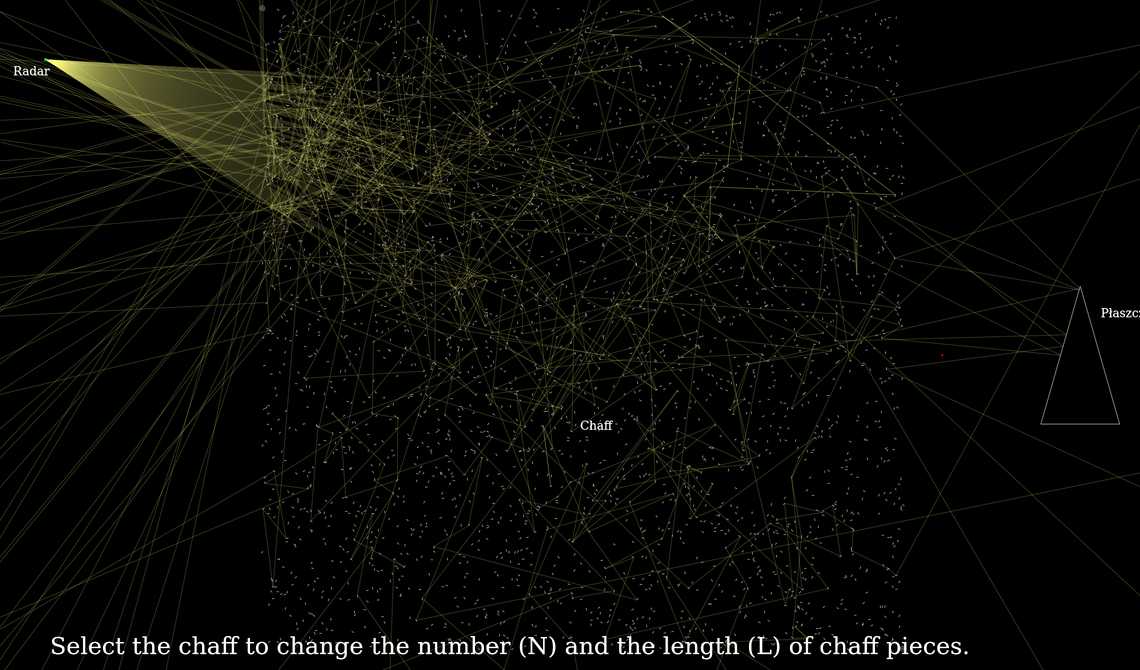 Radar
Płaszcz
Chaff
Select the chaff to change the number (N) and the length (L) of chaff pieces.